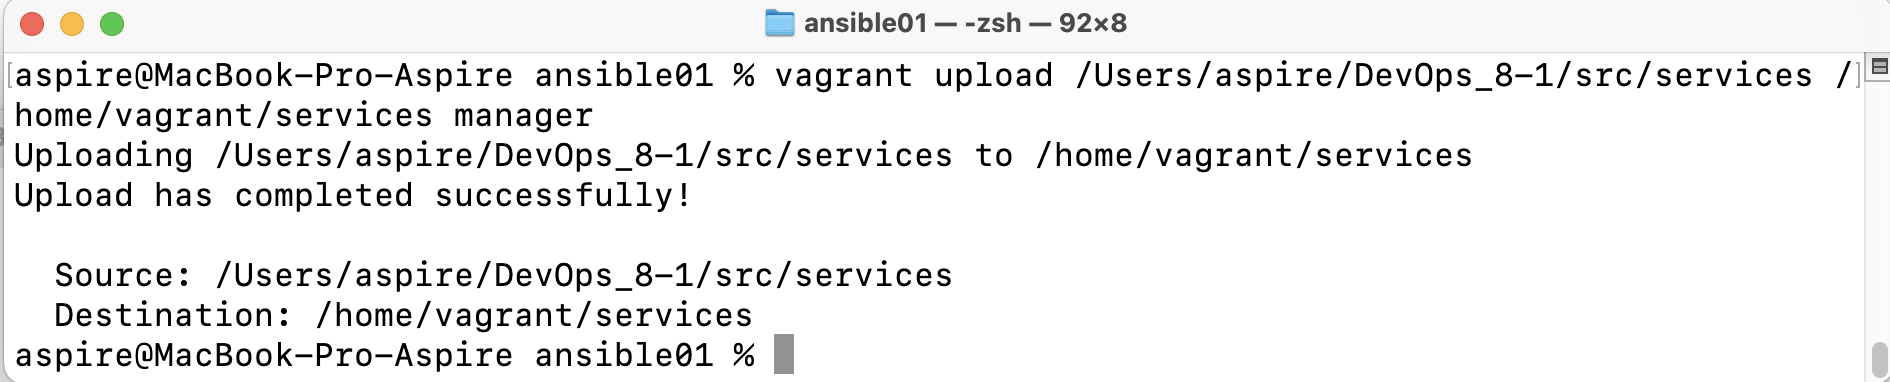 ansible01 — -zsh — 92×8
aspire@MacBook-Pro-Aspire ansible01 % vagrant upload /Users/aspire/DevOps_8-1/src/services /
home/vagrant/services manager
Uploading /Users/aspire/DevOps_8-1/src/services to /home/vagrant/services
Upload has completed successfully!
Source: /Users/aspire/DevOps_8-1/src/services
Destination: /home/vagrant/services
aspire@MacBook-Pro-Aspire ansible01 %